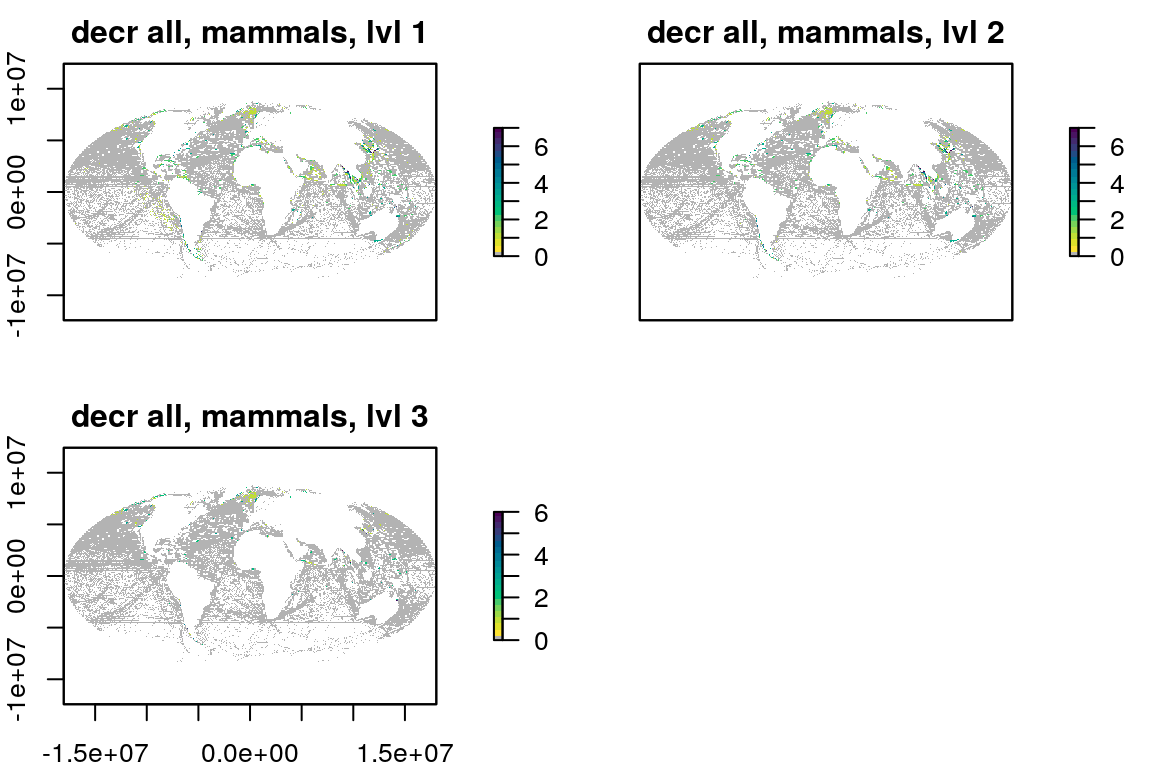 decr all, mammals, lvl 1
1e+07
0e+00
-1e+07
6
4
2
0
decr all, mammals, lvl 2
6
4
2
0
decr all, mammals, lvl 3
1e+07
0e+00
-1e+07
-1.5e+07 0.0e+00 1.5e+07
6
4
2
0